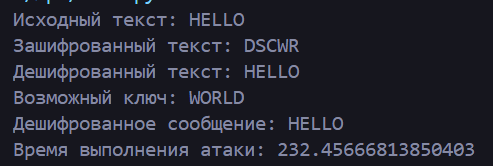 Исходный текст: HELLO
Зашифрованный текст: DSCWR
Дешифрованный текст: HELLO
Возможный ключ: WORLD
Дешифрованное сообщение: HELLO
Время выполнения атаки: 232.45666813850403